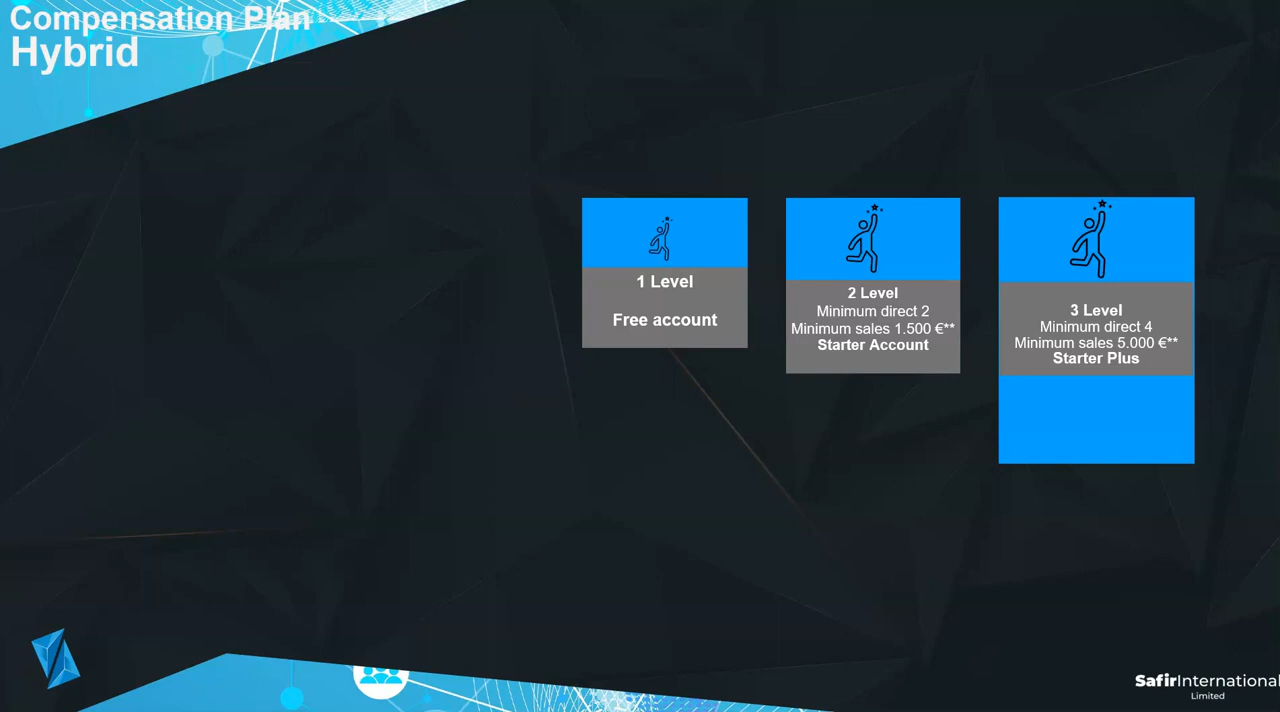 Compensation Plan
Hybrid
1 Level
Free account
2 Level
Minimum direct 2
Minimum sales 1.500 €**
Starter Account
3 Level
Minimum direct 4
Minimum sales 5.000 €**
Starter Plus
SafirInternational
Limited